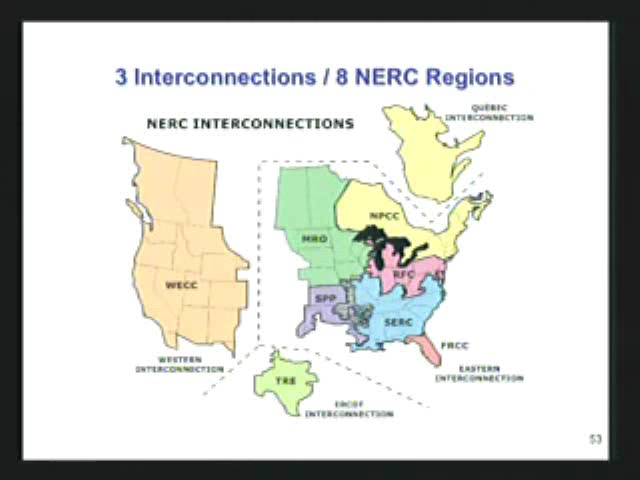 3 Interconnections / 8 NERC Regions
NERC INTERCONNECTIONS
QUÉBEC
INTERCONNECTION
NPCC
MRO
RFC
WECC
SPP
SERC
FRCC
WESTERN
INTERCONNECTION
EASTERN
INTERCONNECTION
TRE
ERCOT
INTERCONNECTION
53